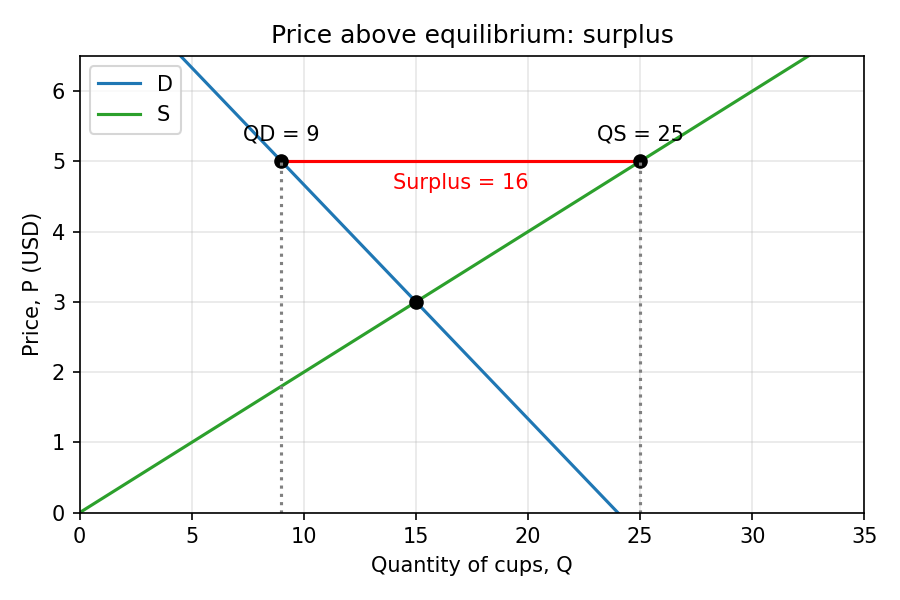 Price above equilibrium: surplus
D
S
QD = 9
QS = 25
Surplus = 16
Price, P (USD)
6
5
4
3
2
1
0
0 5 10 15 20 25 30 35
Quantity of cups, Q